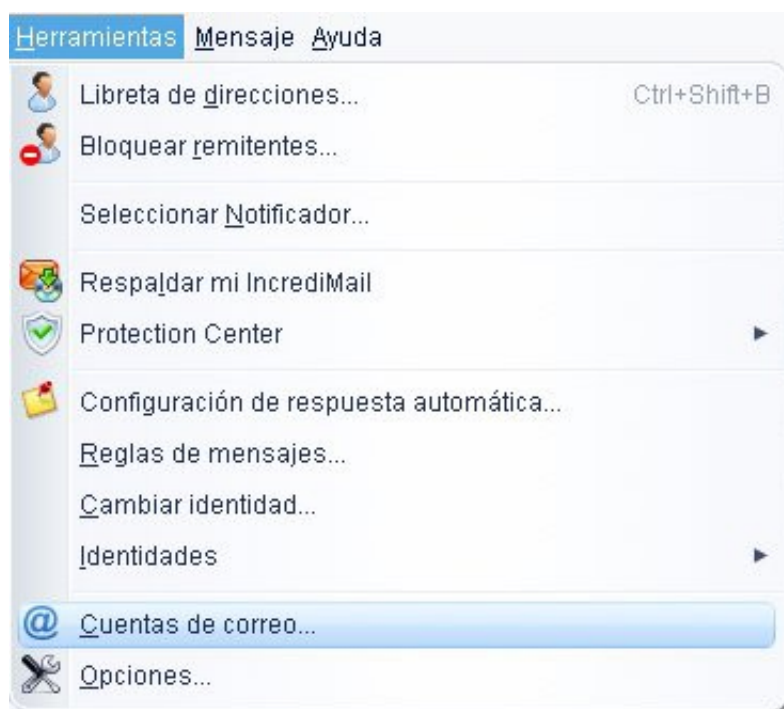 Herramientas Mensaje Ayuda
Libreta de direcciones... Ctrl+Shift+B
Bloquear remitentes...
Seleccionar Notificador...
Respaldar mi IncrediMail
Protection Center
Configuración de respuesta automática...
Reglas de mensajes...
Cambiar identidad...
Identidades
@ Cuentas de correo...
Opciones...